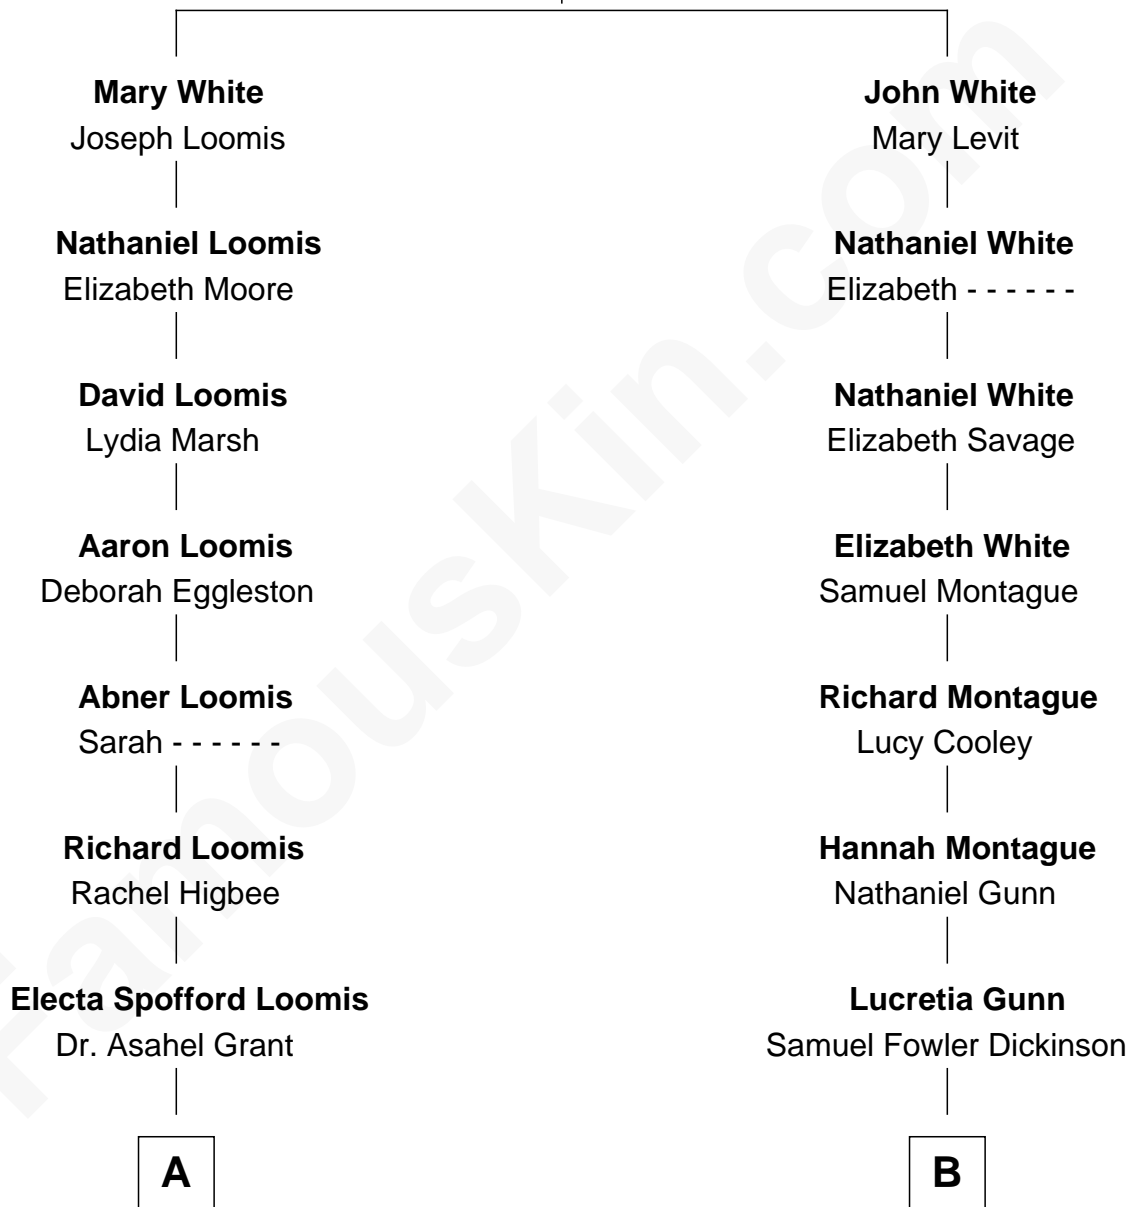 Mary White
Joseph Loomis
Nathaniel Loomis
Elizabeth Moore
David Loomis
Lydia Marsh
Aaron Loomis
Deborah Eggleston
Abner Loomis
Sarah - - - - - -
Richard Loomis
Rachel Higbee
Electa Spofford Loomis
Dr. Asahel Grant
A
John White
Mary Levit
Nathaniel White
Elizabeth - - - - - -
Nathaniel White
Elizabeth Savage
Elizabeth White
Samuel Montague
Richard Montague
Lucy Cooley
Hannah Montague
Nathaniel Gunn
Lucretia Gunn
Samuel Fowler Dickinson
B
FamousKin.com